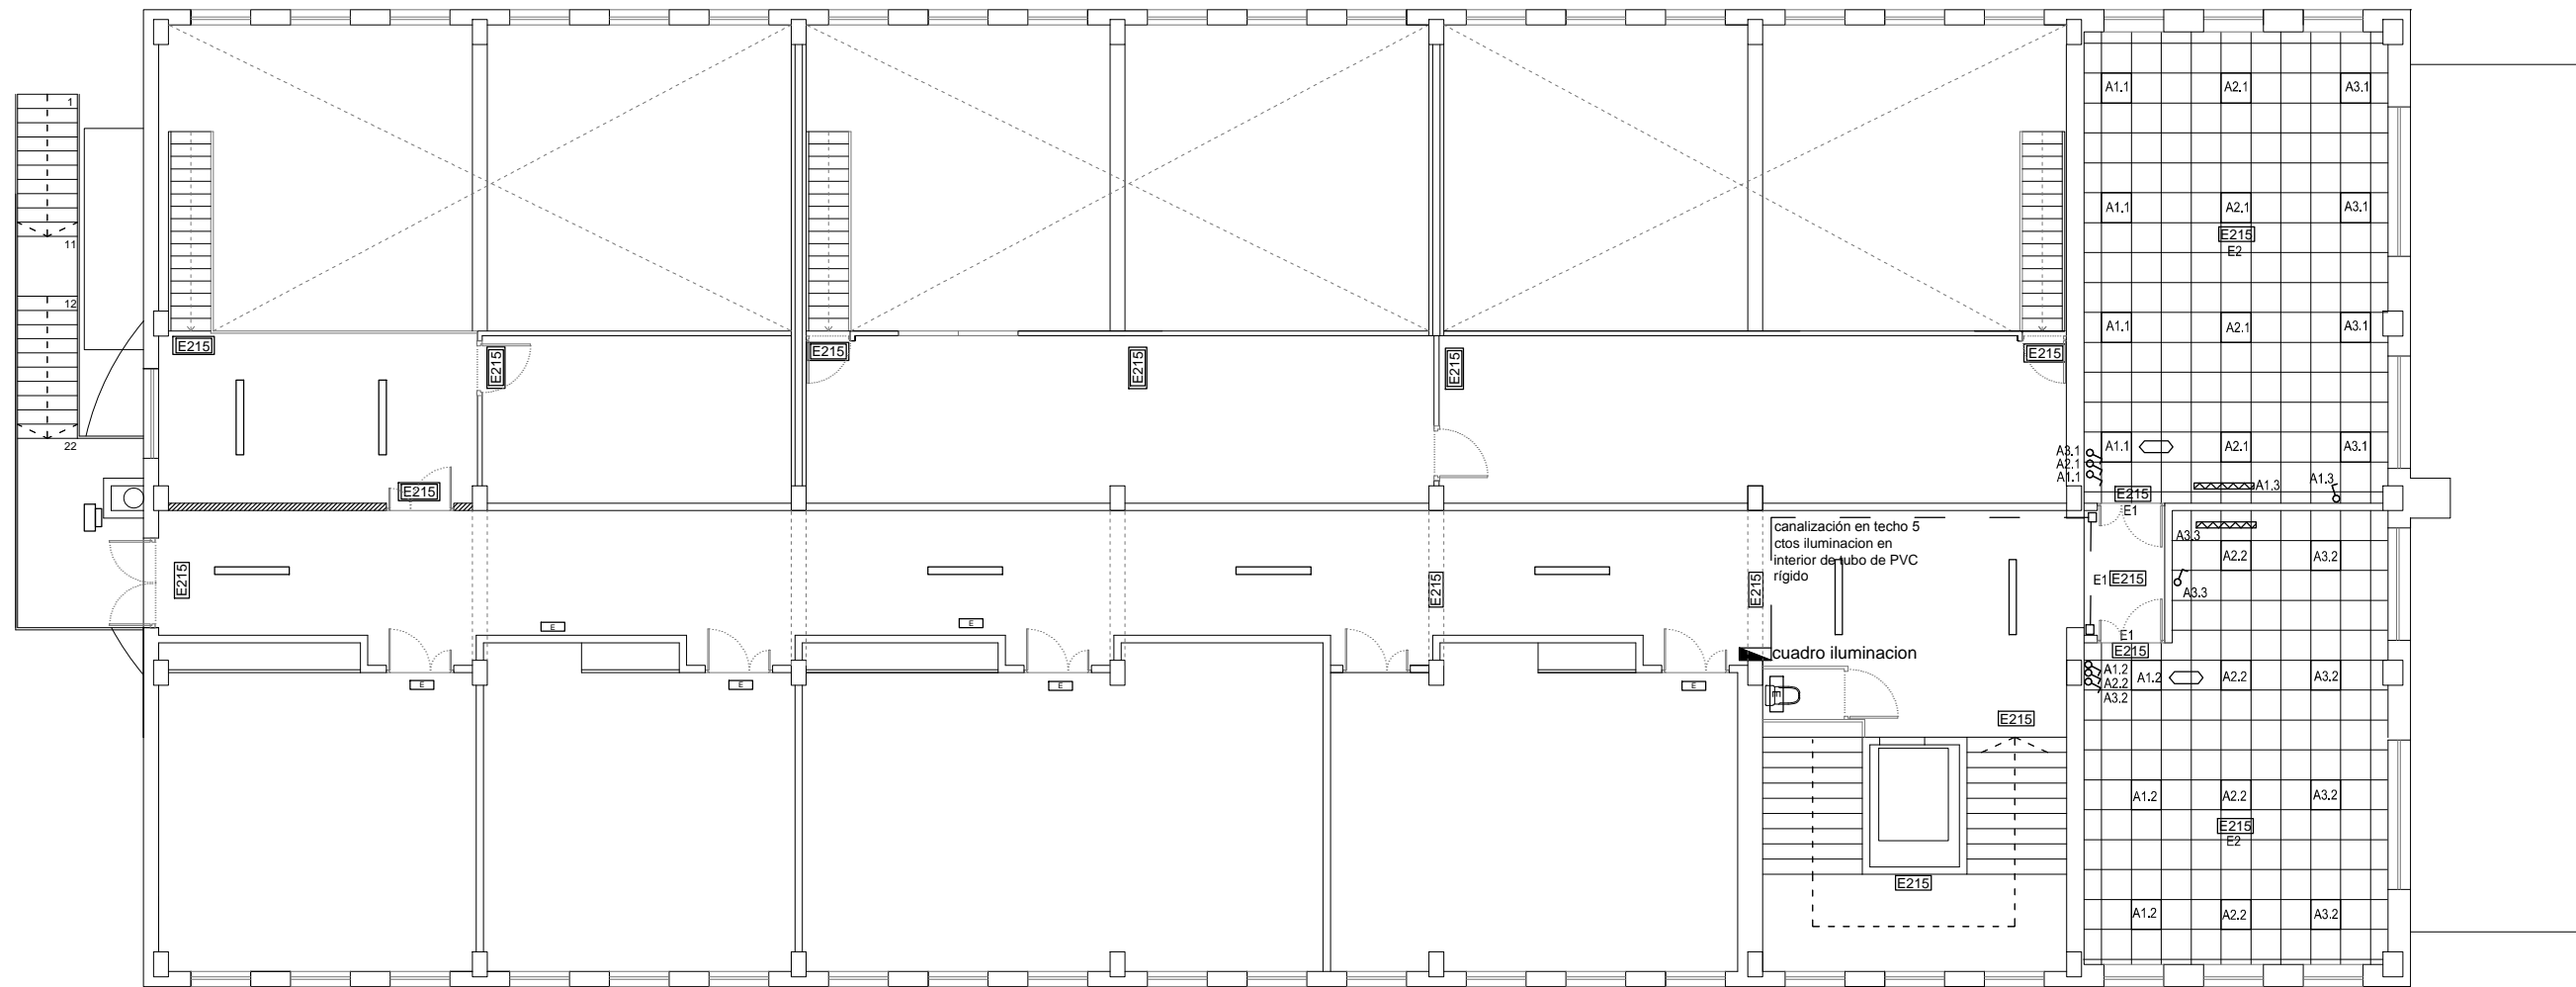 A1.1 A2.1 A3.1
1
A1.1 A2.1 A3.1
E215
E2
11
12
A1.1 A2.1 A3.1
E215
E215
E215
E215
E215
E215
A1.1 A2.1 A3.1
22
A3.1
A2.1
A1.1
A1.3
A1.3
E215
E215
E1
canalización en techo 5
ctos iluminacion en
interior de tubo de PVC
rígido
A3.3
A2.2 A3.2
E215
E215
E215
E1 E215
A3.3
E
E
E1
E215
cuadro iluminacion
A1.2
A2.2
A3.2
A1.2 A2.2 A3.2
E
E
E
E
E
E215
A1.2 A2.2 A3.2
E215
E2
E215
A1.2 A2.2 A3.2